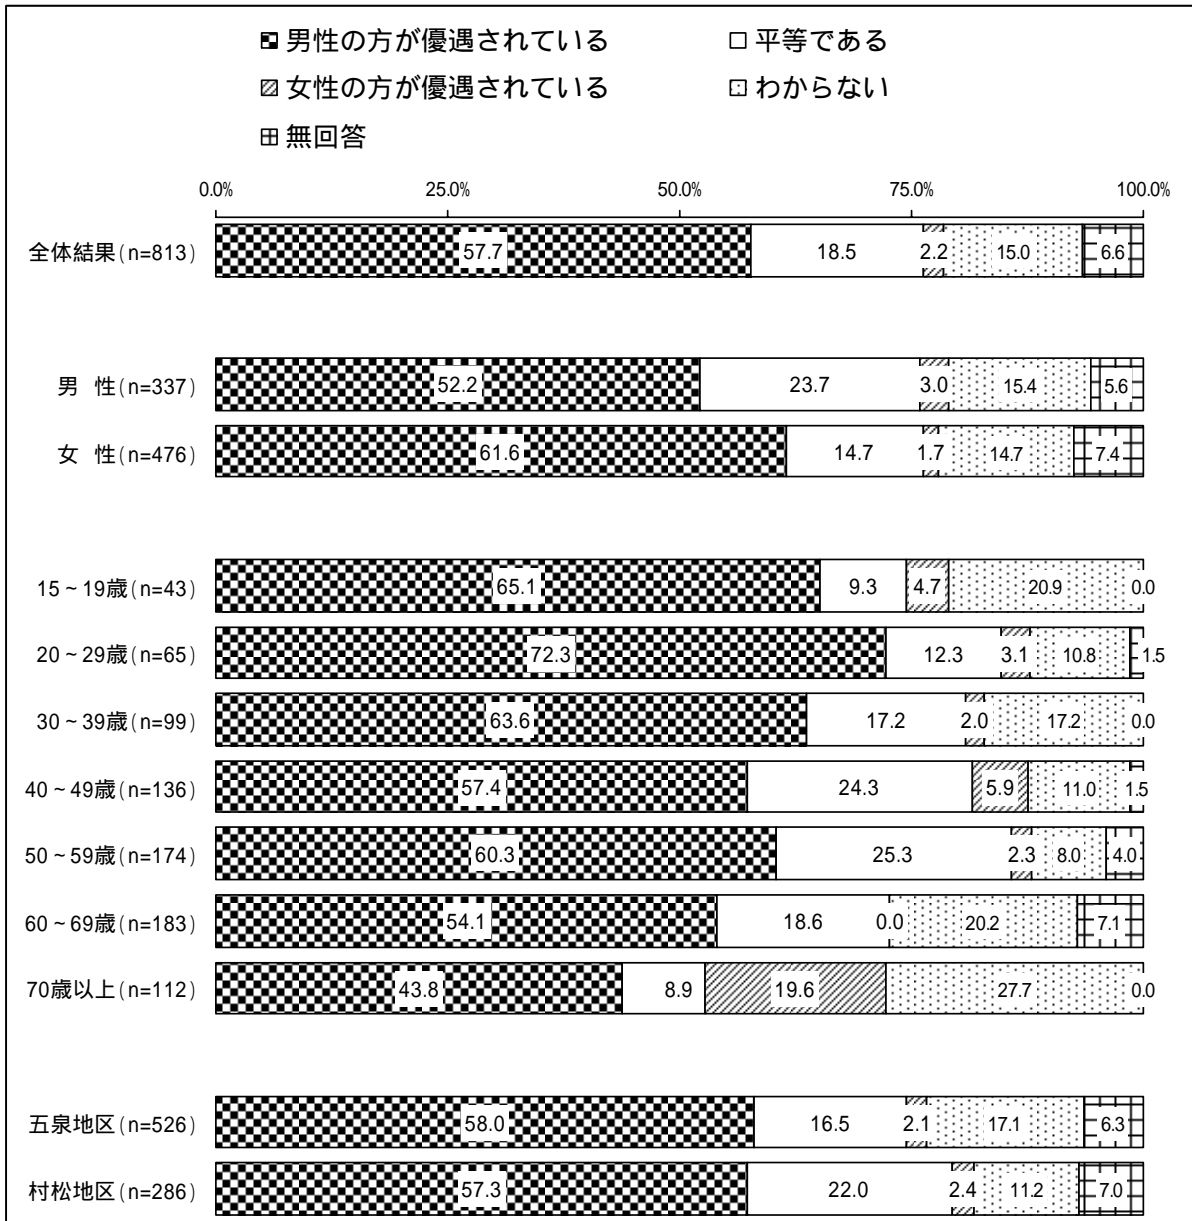 男性の方が優遇されている 平等である
女性の方が優遇されている わからない
無回答
0.0% 25.0% 50.0% 75.0% 100.0%
全体結果(n=813) 57.7 18.5 2.2 15.0 6.6
男 性(n=337) 52.2 23.7 3.0 15.4 5.6
女 性(n=476) 61.6 14.7 1.7 14.7 7.4
15~19歳(n=43) 65.1 9.3 4.7 20.9 0.0
20~29歳(n=65) 72.3 12.3 3.1 10.8 1.5
30~39歳(n=99) 63.6 17.2 2.0 17.2 0.0
40~49歳(n=136) 57.4 24.3 5.9 11.0 1.5
50~59歳(n=174) 60.3 25.3 2.3 8.0 4.0
60~69歳(n=183) 54.1 18.6 0.0 20.2 7.1
70歳以上(n=112) 43.8 8.9 19.6 27.7 0.0
五泉地区(n=526) 58.0 16.5 2.1 17.1 6.3
村松地区(n=286) 57.3 22.0 2.4 11.2 7.0